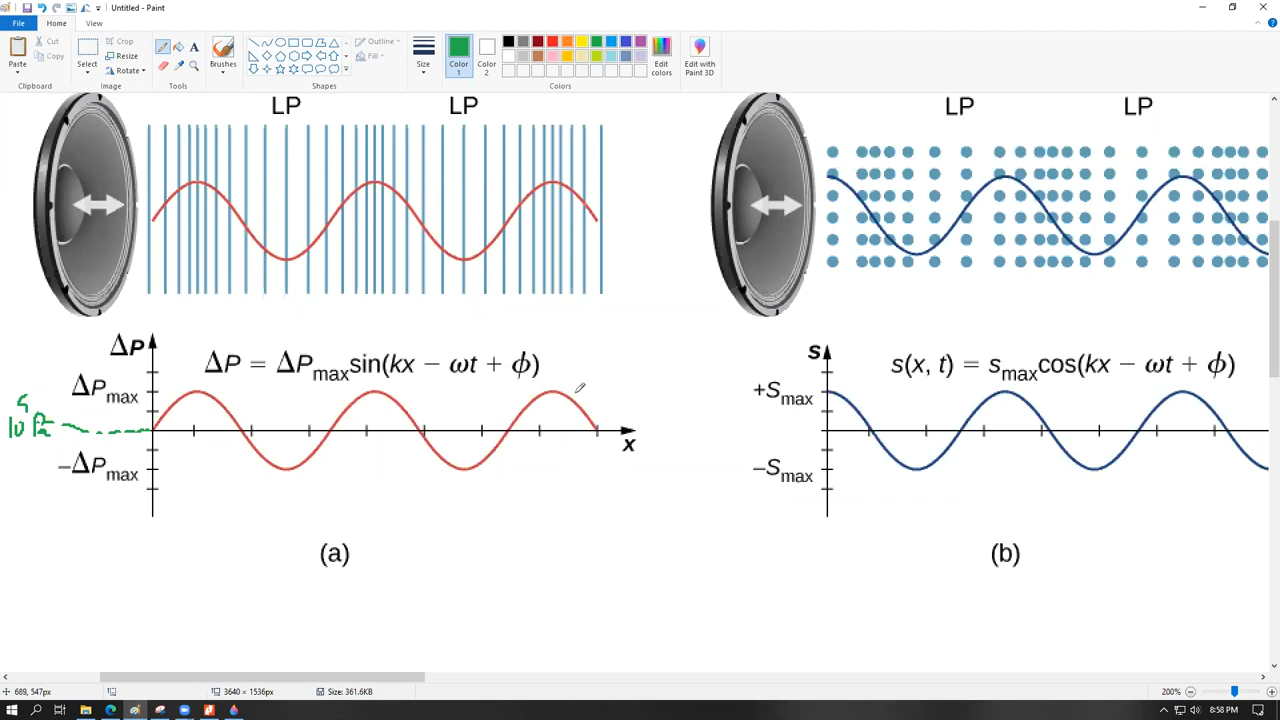 Untitled - Paint
File Home View
Paste Cut Copy Select Crop Resize Rotate A Brushes Outline Fill Size Color 1 Color 2 Edit colors Edit with Paint 3D
Clipboard Image Tools Shapes Colors
LP LP LP LP
ΔP ΔP = ΔPmaxsin(kx − ωt + ϕ)
ΔPmax
10 Pa
x
−ΔPmax
(a)
s s(x, t) = smaxcos(kx − ωt + ϕ)
+Smax
−Smax
(b)
689, 547px 3640 × 1536px Size: 361.6KB 200%
8:58 PM